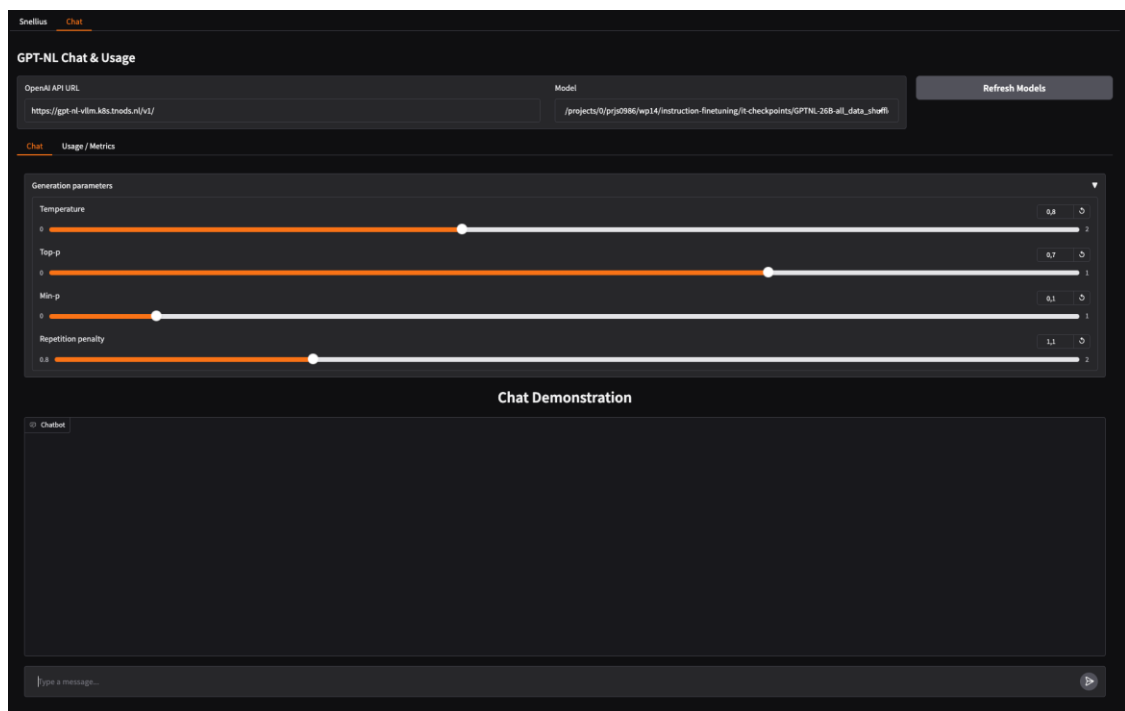 Snellius Chat
GPT-NL Chat & Usage
OpenAI API URL
https://gpt-nl-vllm.k8s.tnods.nl/v1/
Model
/projects/0/prjs0986/wp14/instruction-finetuning/it-checkpoints/GPTNL-26B-all_data_shuffl
Refresh Models
Chat Usage / Metrics
Generation parameters
Temperature
0,8
0 2
Top-p
0,7
0 1
Min-p
0,1
0 1
Repetition penalty
1,1
0.8 2
Chat Demonstration
Chatbot
Type a message...